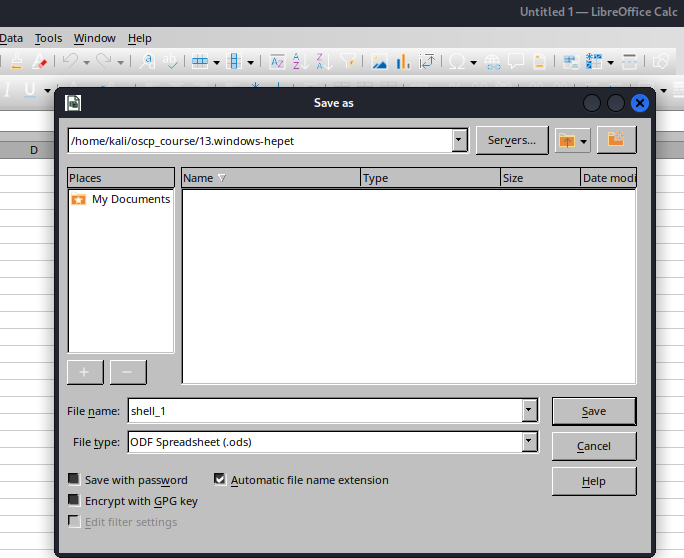 Untitled 1 — LibreOffice Calc
Data Tools Window Help
Save as
D
/home/kali/oscp_course/13.windows-hepet
Servers...
Places
Name Type Size Date modi
My Documents
File name: shell_1
Save
File type: ODF Spreadsheet (.ods)
Cancel
Save with password Automatic file name extension
Help
Encrypt with GPG key
Edit filter settings